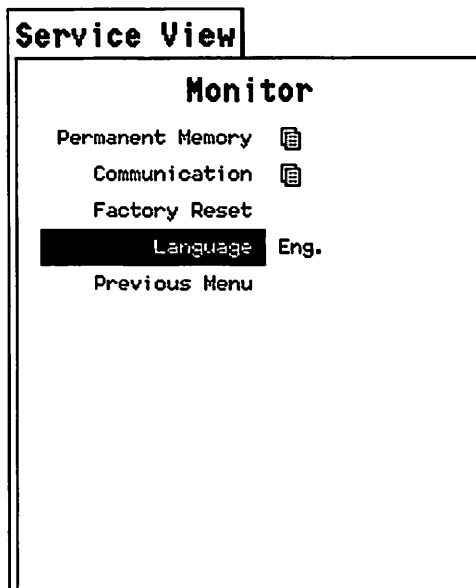 Service View
Monitor
Permanent Memory
Communication
Factory Reset
Language Eng.
Previous Menu